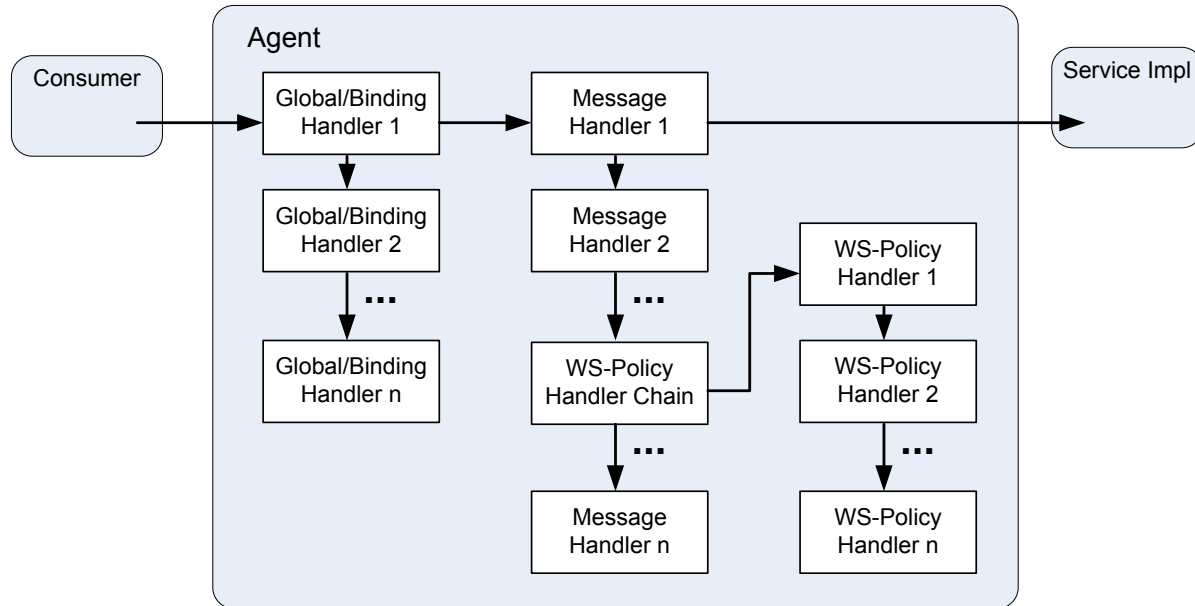 Agent
Consumer
Service Impl
Global/Binding
Handler 1
Message
Handler 1
Global/Binding
Handler 2
Message
Handler 2
WS-Policy
Handler 1
...
...
Global/Binding
Handler n
WS-Policy
Handler Chain
WS-Policy
Handler 2
...
...
Message
Handler n
WS-Policy
Handler n